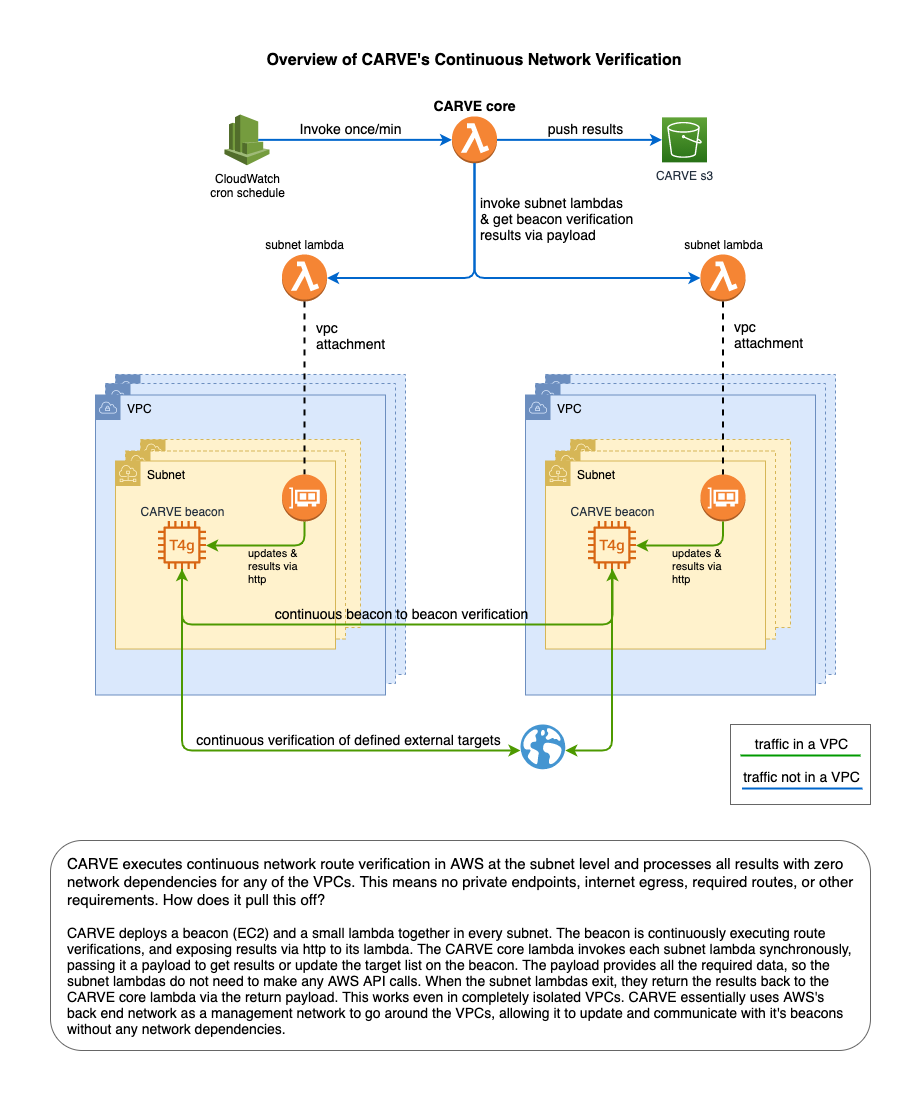 Overview of CARVE's Continuous Network Verification
CARVE core
Invoke once/min
push results
CloudWatch
cron schedule
CARVE s3
invoke subnet lambdas
& get beacon verification
results via payload
subnet lambda
subnet lambda
vpc
attachment
vpc
attachment
VPC
VPC
Subnet
Subnet
CARVE beacon
CARVE beacon
T4g
T4g
updates &
results via
http
updates &
results via
http
continuous beacon to beacon verification
continuous verification of defined external targets
traffic in a VPC
traffic not in a VPC
CARVE executes continuous network route verification in AWS at the subnet level and processes all results with zero
network dependencies for any of the VPCs. This means no private endpoints, internet egress, required routes, or other
requirements. How does it pull this off?
CARVE deploys a beacon (EC2) and a small lambda together in every subnet. The beacon is continuously executing route
verifications, and exposing results via http to its lambda. The CARVE core lambda invokes each subnet lambda synchronously,
passing it a payload to get results or update the target list on the beacon. The payload provides all the required data, so the
subnet lambdas do not need to make any AWS API calls. When the subnet lambdas exit, they return the results back to the
CARVE core lambda via the return payload. This works even in completely isolated VPCs. CARVE essentially uses AWS's
back end network as a management network to go around the VPCs, allowing it to update and communicate with it's beacons
without any network dependencies.